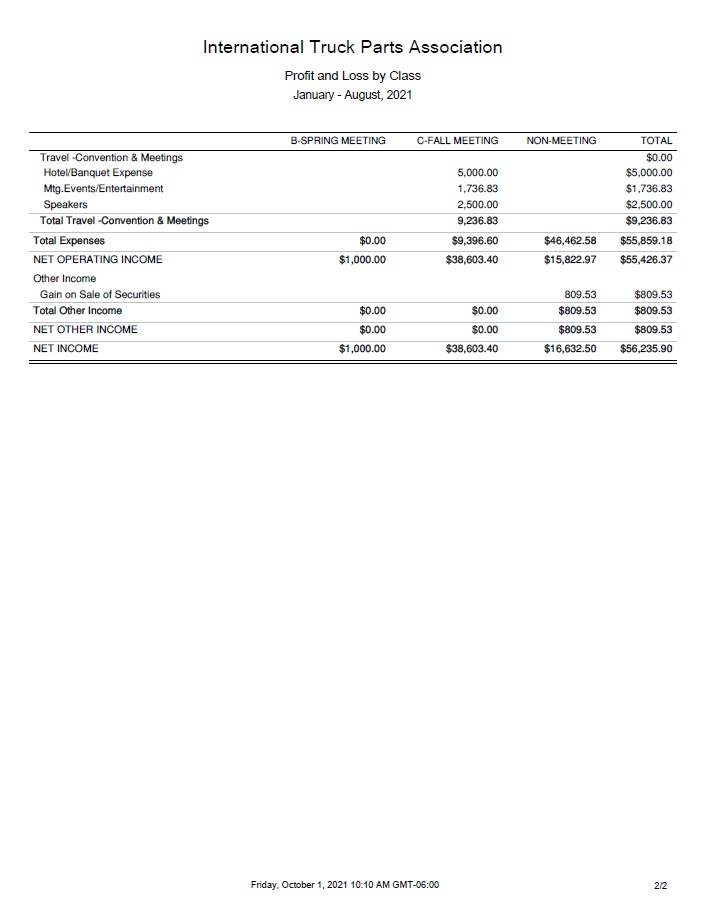 International Truck Parts Association
Profit and Loss by Class
January - August, 2021
B-SPRING MEETING C-FALL MEETING NON-MEETING TOTAL
Travel -Convention & Meetings $0.00
Hotel/Banquet Expense 5,000.00 $5,000.00
Mtg.Events/Entertainment 1,736.83 $1,736.83
Speakers 2,500.00 $2,500.00
Total Travel -Convention & Meetings 9,236.83 $9,236.83
Total Expenses $0.00 $9,396.60 $46,462.58 $55,859.18
NET OPERATING INCOME $1,000.00 $38,603.40 $15,822.97 $55,426.37
Other Income
Gain on Sale of Securities 809.53 $809.53
Total Other Income $0.00 $0.00 $809.53 $809.53
NET OTHER INCOME $0.00 $0.00 $809.53 $809.53
NET INCOME $1,000.00 $38,603.40 $16,632.50 $56,235.90
Friday, October 1, 2021 10:10 AM GMT-06:00 2/2